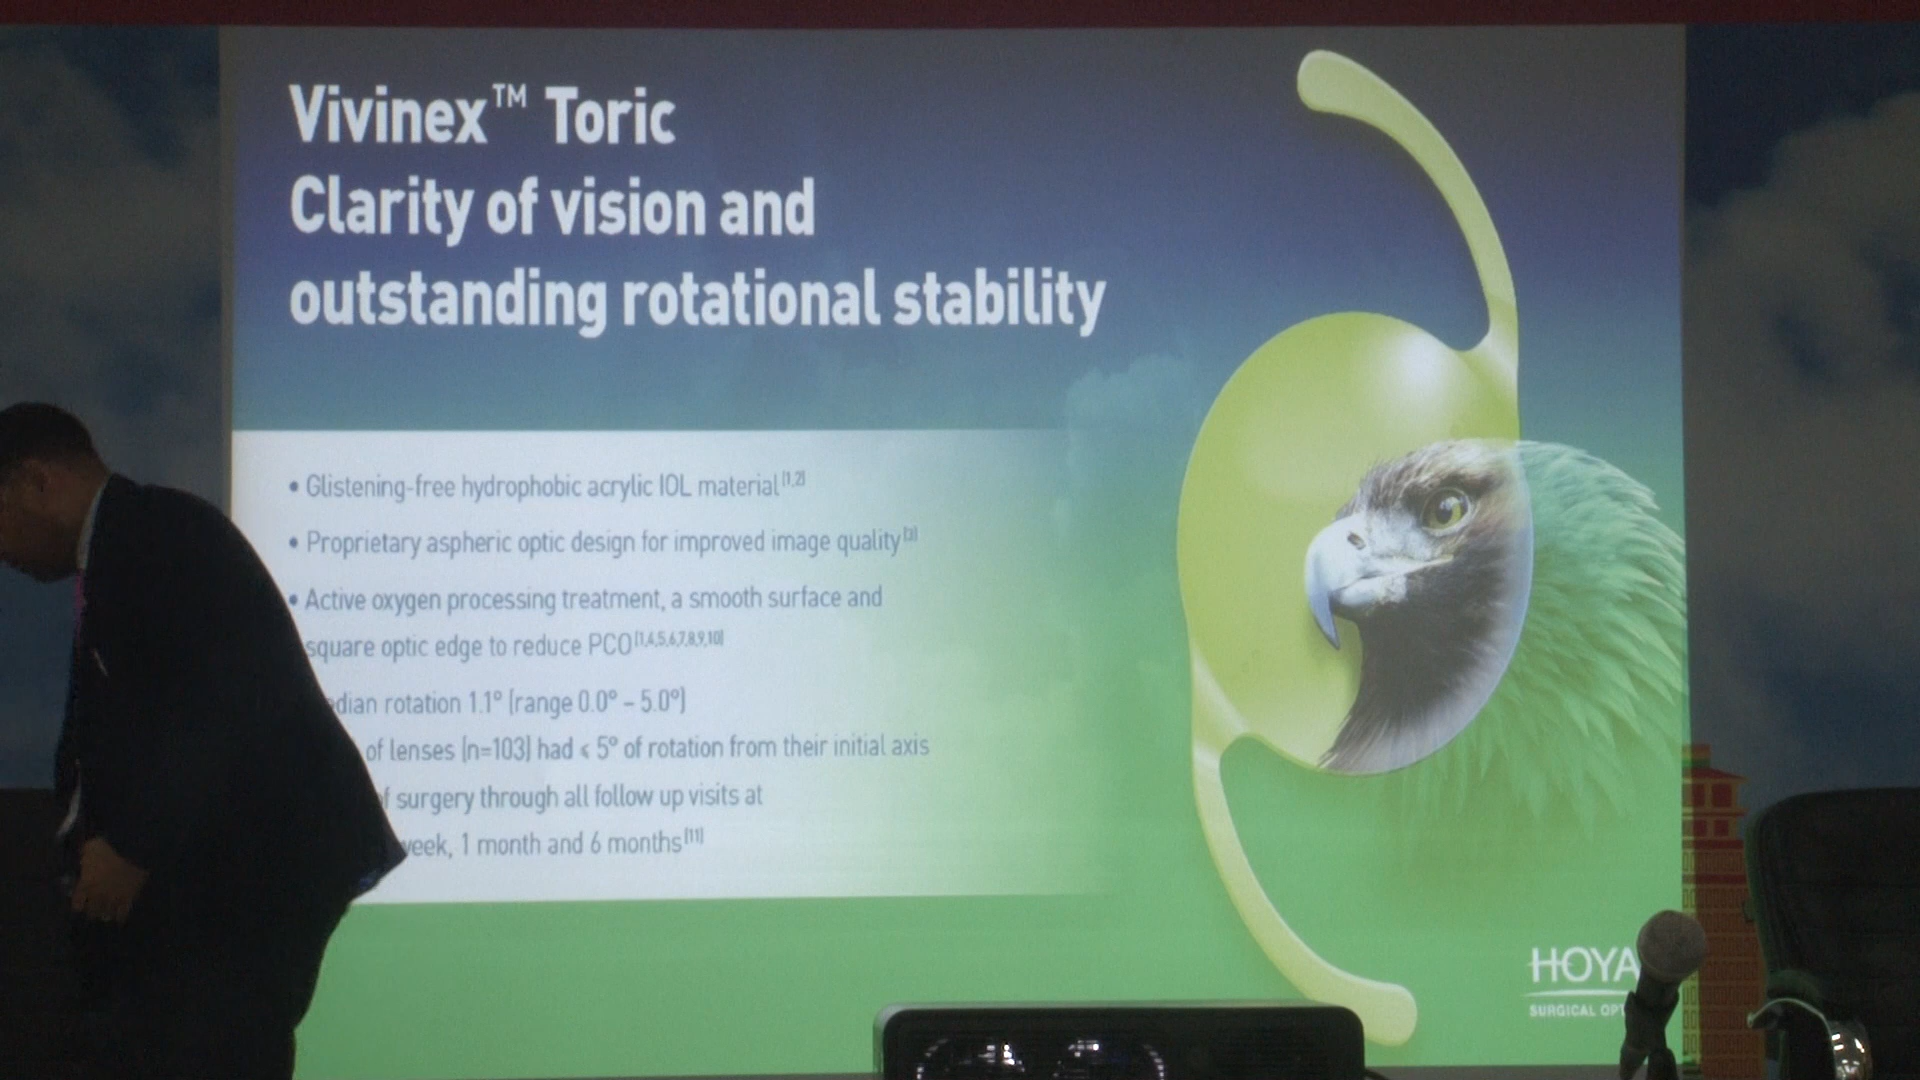 Vivinex™ Toric
Clarity of vision and
outstanding rotational stability
• Glistening-free hydrophobic acrylic IOL material[1,2]
• Proprietary aspheric optic design for improved image quality[3]
• Active oxygen processing treatment, a smooth surface and
square optic edge to reduce PCO[1,4,5,6,7,8,9,10]
rotation 1.1° (range 0.0° – 5.0°)
of lenses (n=103) had ≤ 5° of rotation from their initial axis
surgery through all follow up visits at
week, 1 month and 6 months[11]
HOYA
SURGICAL